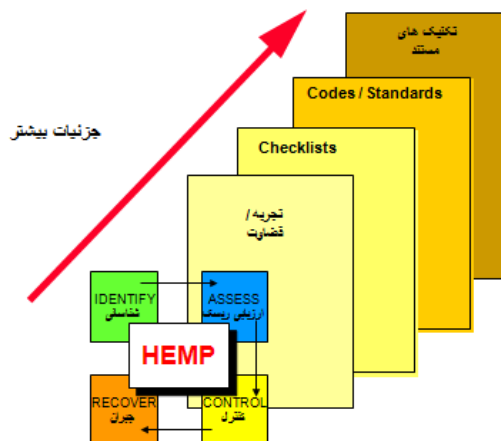 تکنیک های
مستند
Codes / Standards
جزئیات بیشتر
Checklists
تجربه /
قضاوت
IDENTIFY
شناسائی
ASSESS
ارزیابی ریسک
HEMP
RECOVER
جبران
CONTROL
کنترل